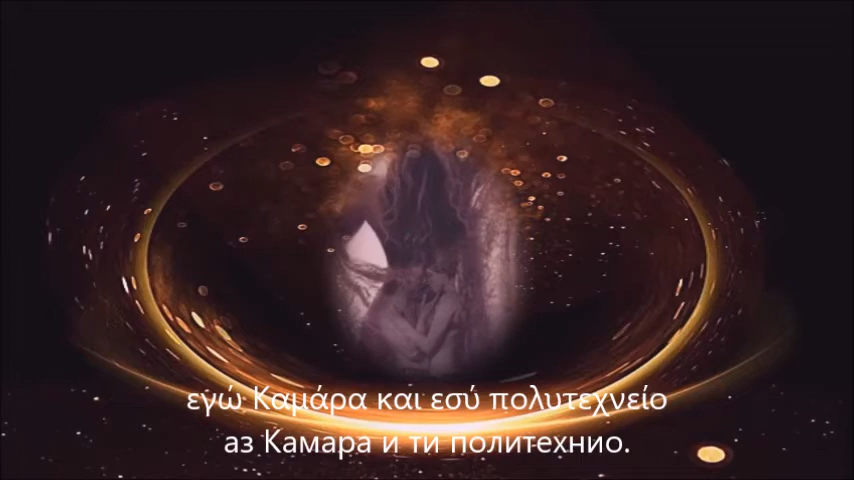 εγώ Καμάρα και εσύ πολυτεχνείο
аз Камара и ти политехнио.